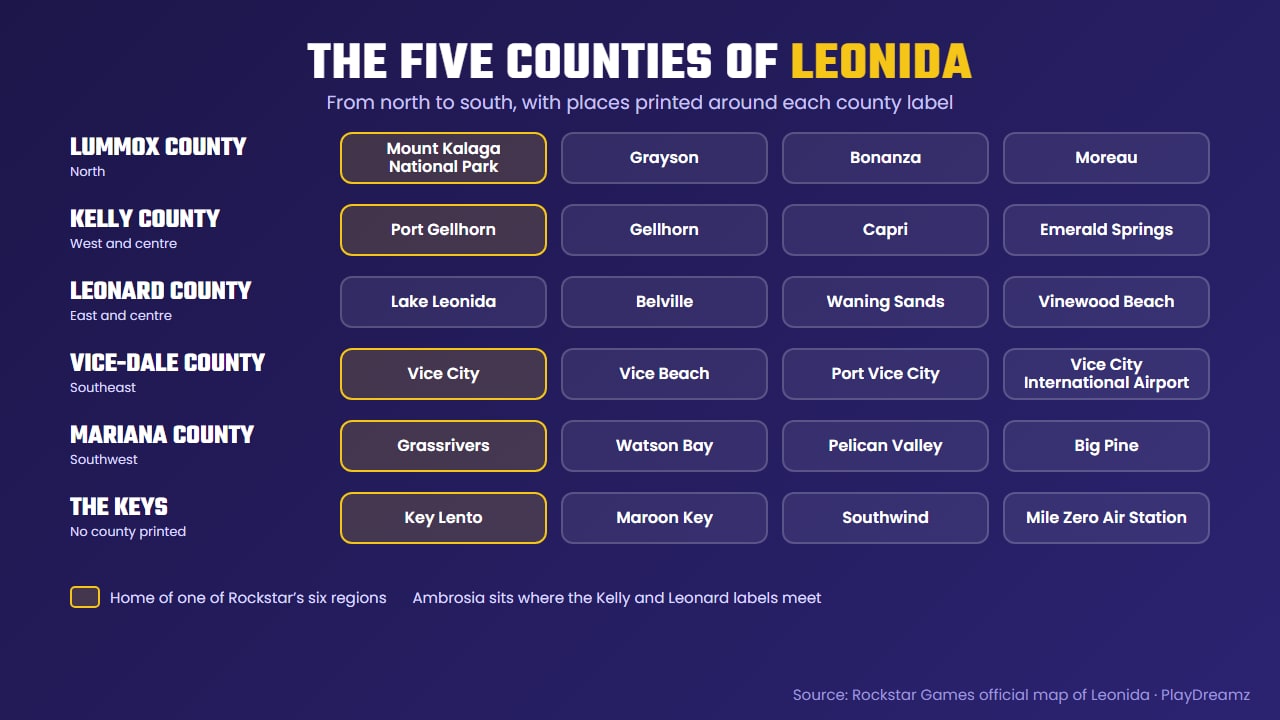 THE FIVE COUNTIES OF LEONIDA
From north to south, with places printed around each county label
LUMMOX COUNTY
North
Mount Kalaga
National Park
Grayson
Bonanza
Moreau
KELLY COUNTY
West and centre
Port Gellhorn
Gellhorn
Capri
Emerald Springs
LEONARD COUNTY
East and centre
Lake Leonida
Belville
Waning Sands
Vinewood Beach
VICE-DALE COUNTY
Southeast
Vice City
Vice Beach
Port Vice City
Vice City
International Airport
MARIANA COUNTY
Southwest
Grassrivers
Watson Bay
Pelican Valley
Big Pine
THE KEYS
No county printed
Key Lento
Maroon Key
Southwind
Mile Zero Air Station
Home of one of Rockstar’s six regions
Ambrosia sits where the Kelly and Leonard labels meet
Source: Rockstar Games official map of Leonida · PlayDreamz